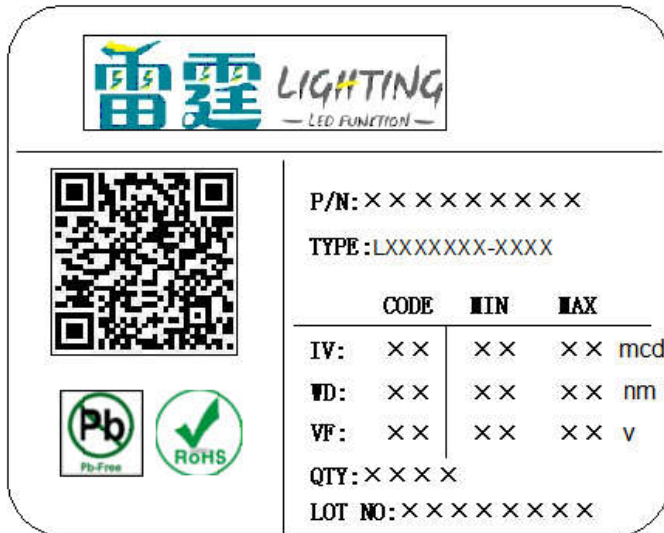 雷霆 LIGHTING
— LED FUNCTION —
P/N:×××××××××
TYPE:LXXXXXXX-XXXX
CODE MIN MAX
IV: ×× ×× ×× mcd
WD: ×× ×× ×× nm
VF: ×× ×× ×× v
Pb
Pb-Free
RoHS
QTY:××××
LOT NO:××××××××